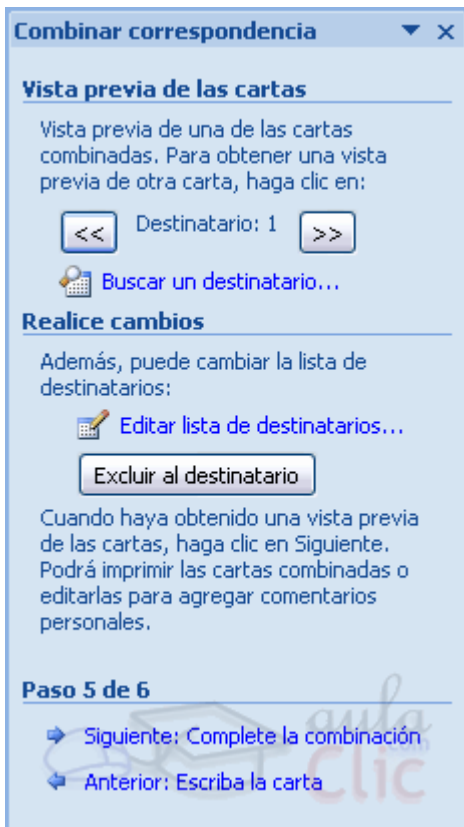 Combinar correspondencia
Vista previa de las cartas
Vista previa de una de las cartas
combinadas. Para obtener una vista
previa de otra carta, haga clic en:
<< Destinatario: 1 >>
Buscar un destinatario...
Realice cambios
Además, puede cambiar la lista de
destinatarios:
Editar lista de destinatarios...
Excluir al destinatario
Cuando haya obtenido una vista previa
de las cartas, haga clic en Siguiente.
Podrá imprimir las cartas combinadas o
editarlas para agregar comentarios
personales.
Paso 5 de 6
Siguiente: Complete la combinación
Anterior: Escriba la carta
aula
.com
Clic